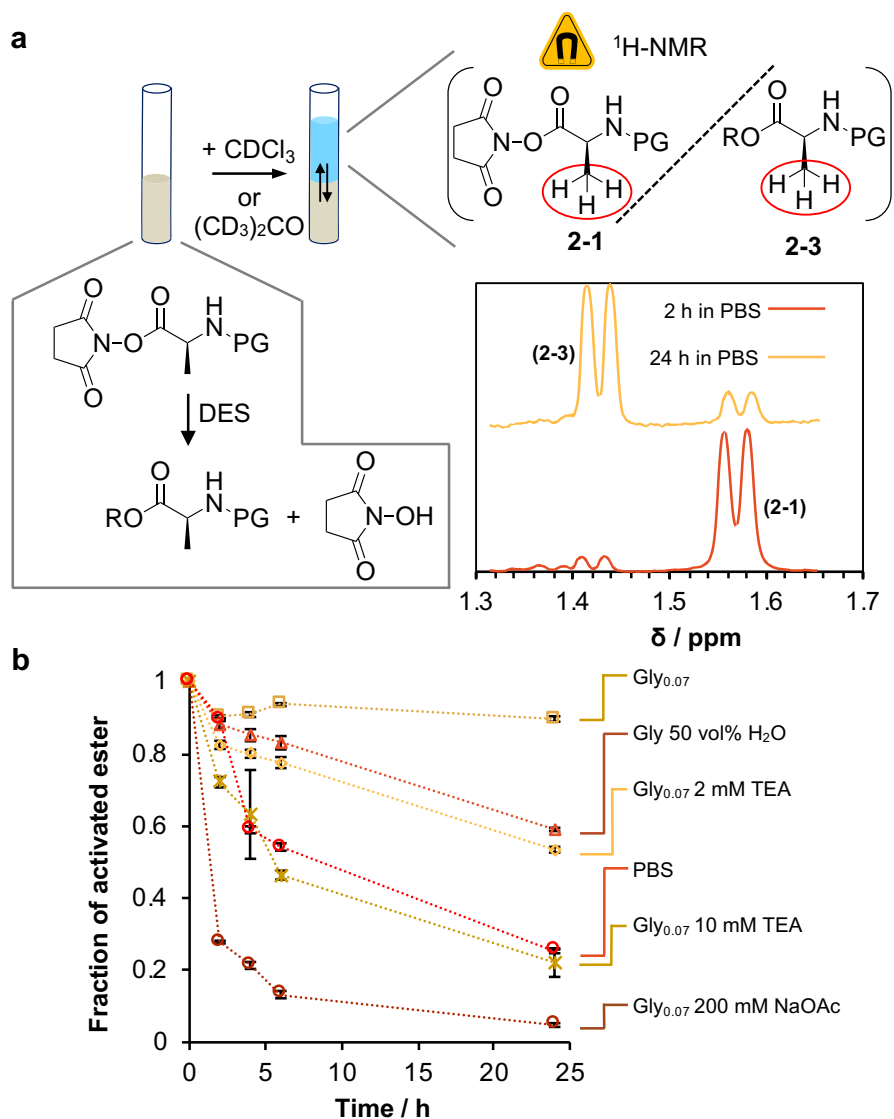 a
¹H-NMR
+ CDCl₃
or
(CD₃)₂CO
O
O
N
O
O
H
N
PG
H
H
H
2-1
RO
O
H
N
PG
H
H
H
2-3
O
O
N
O
O
H
N
PG
DES
O
RO
H
N
PG
+
O
N
OH
O
(2-3)
2 h in PBS
24 h in PBS
(2-1)
1.3 1.4 1.5 1.6 1.7
δ / ppm
b
Fraction of activated ester
1
0.8
0.6
0.4
0.2
0
0 5 10 15 20 25
Time / h
Gly₀.₀₇
Gly 50 vol% H₂O
Gly₀.₀₇ 2 mM TEA
PBS
Gly₀.₀₇ 10 mM TEA
Gly₀.₀₇ 200 mM NaOAc